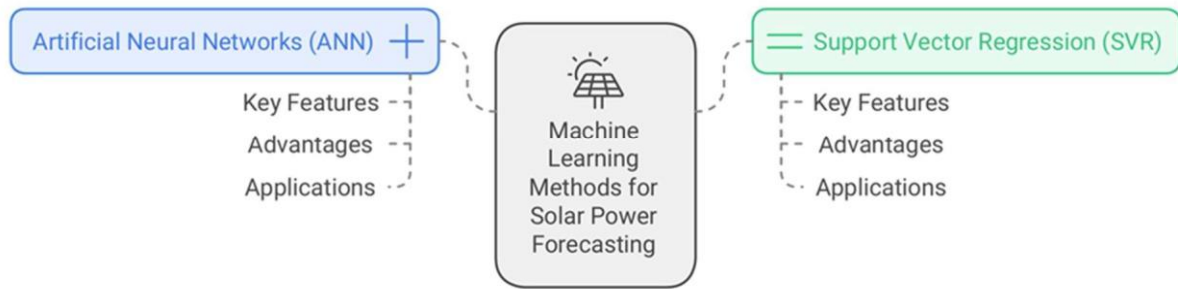 Artificial Neural Networks (ANN)
Key Features
Advantages
Applications
Machine
Learning
Methods for
Solar Power
Forecasting
Support Vector Regression (SVR)
Key Features
Advantages
Applications